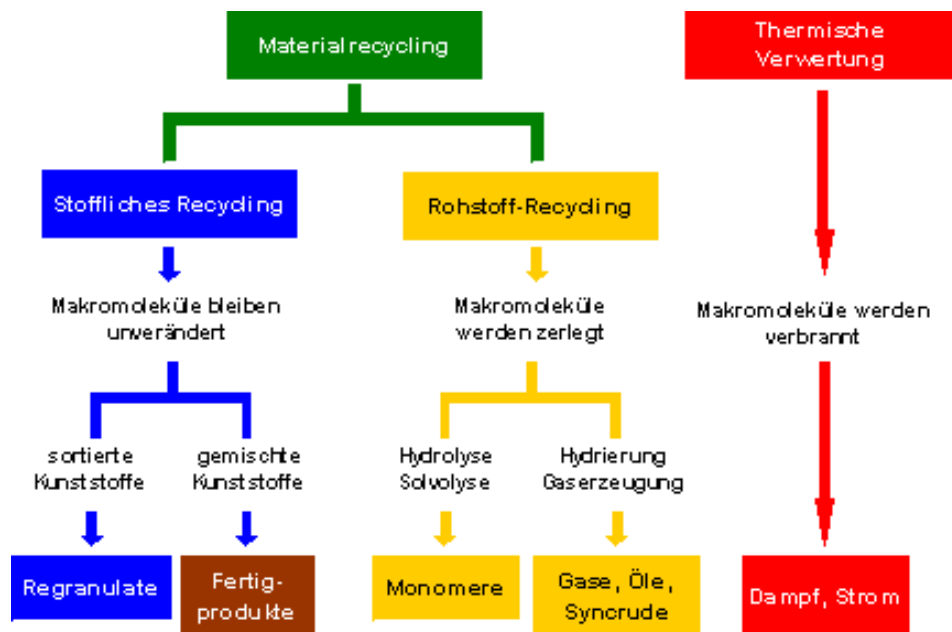 Materialrecycling
Thermische
Verwertung
Stoffliches Recycling
Rohstoff-Recycling
Makromoleküle bleiben
unverändert
Makromoleküle
werden zerlegt
Makromoleküle werden
verbrannt
sortierte
Kunststoffe
gemischte
Kunststoffe
Hydrolyse
Solvolyse
Hydrierung
Gaserzeugung
Regranulate
Fertig-
produkte
Monomere
Gase, Öle,
Syncrude
Dampf, Strom